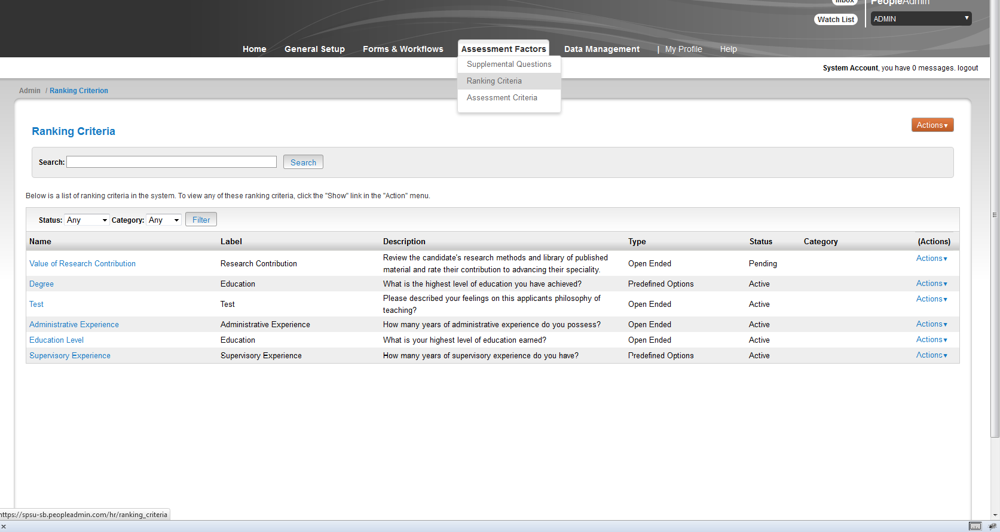 Inbox
PeopleAdmin
Watch List
ADMIN
Home General Setup Forms & Workflows Assessment Factors Data Management | My Profile Help
Supplemental Questions
Ranking Criteria
Assessment Criteria
System Account, you have 0 messages. logout
Admin / Ranking Criterion
Ranking Criteria
Actions▼
Search: Search
Below is a list of ranking criteria in the system. To view any of these ranking criteria, click the "Show" link in the "Action" menu.
Status: Any Category: Any Filter
Name Label Description Type Status Category (Actions)
Value of Research Contribution Research Contribution Review the candidate's research methods and library of published Open Ended Pending Actions▼
material and rate their contribution to advancing their speciality.
Degree Education What is the highest level of education you have achieved? Predefined Options Active Actions▼
Test Test Please described your feelings on this applicants philosophy of Open Ended Active Actions▼
teaching?
Administrative Experience Administrative Experience How many years of administrative experience do you possess? Open Ended Active Actions▼
Education Level Education What is your highest level of education earned? Open Ended Active Actions▼
Supervisory Experience Supervisory Experience How many years of supervisory experience do you have? Predefined Options Active Actions▼
https://spsu-sb.peopleadmin.com/hr/ranking_criteria
x